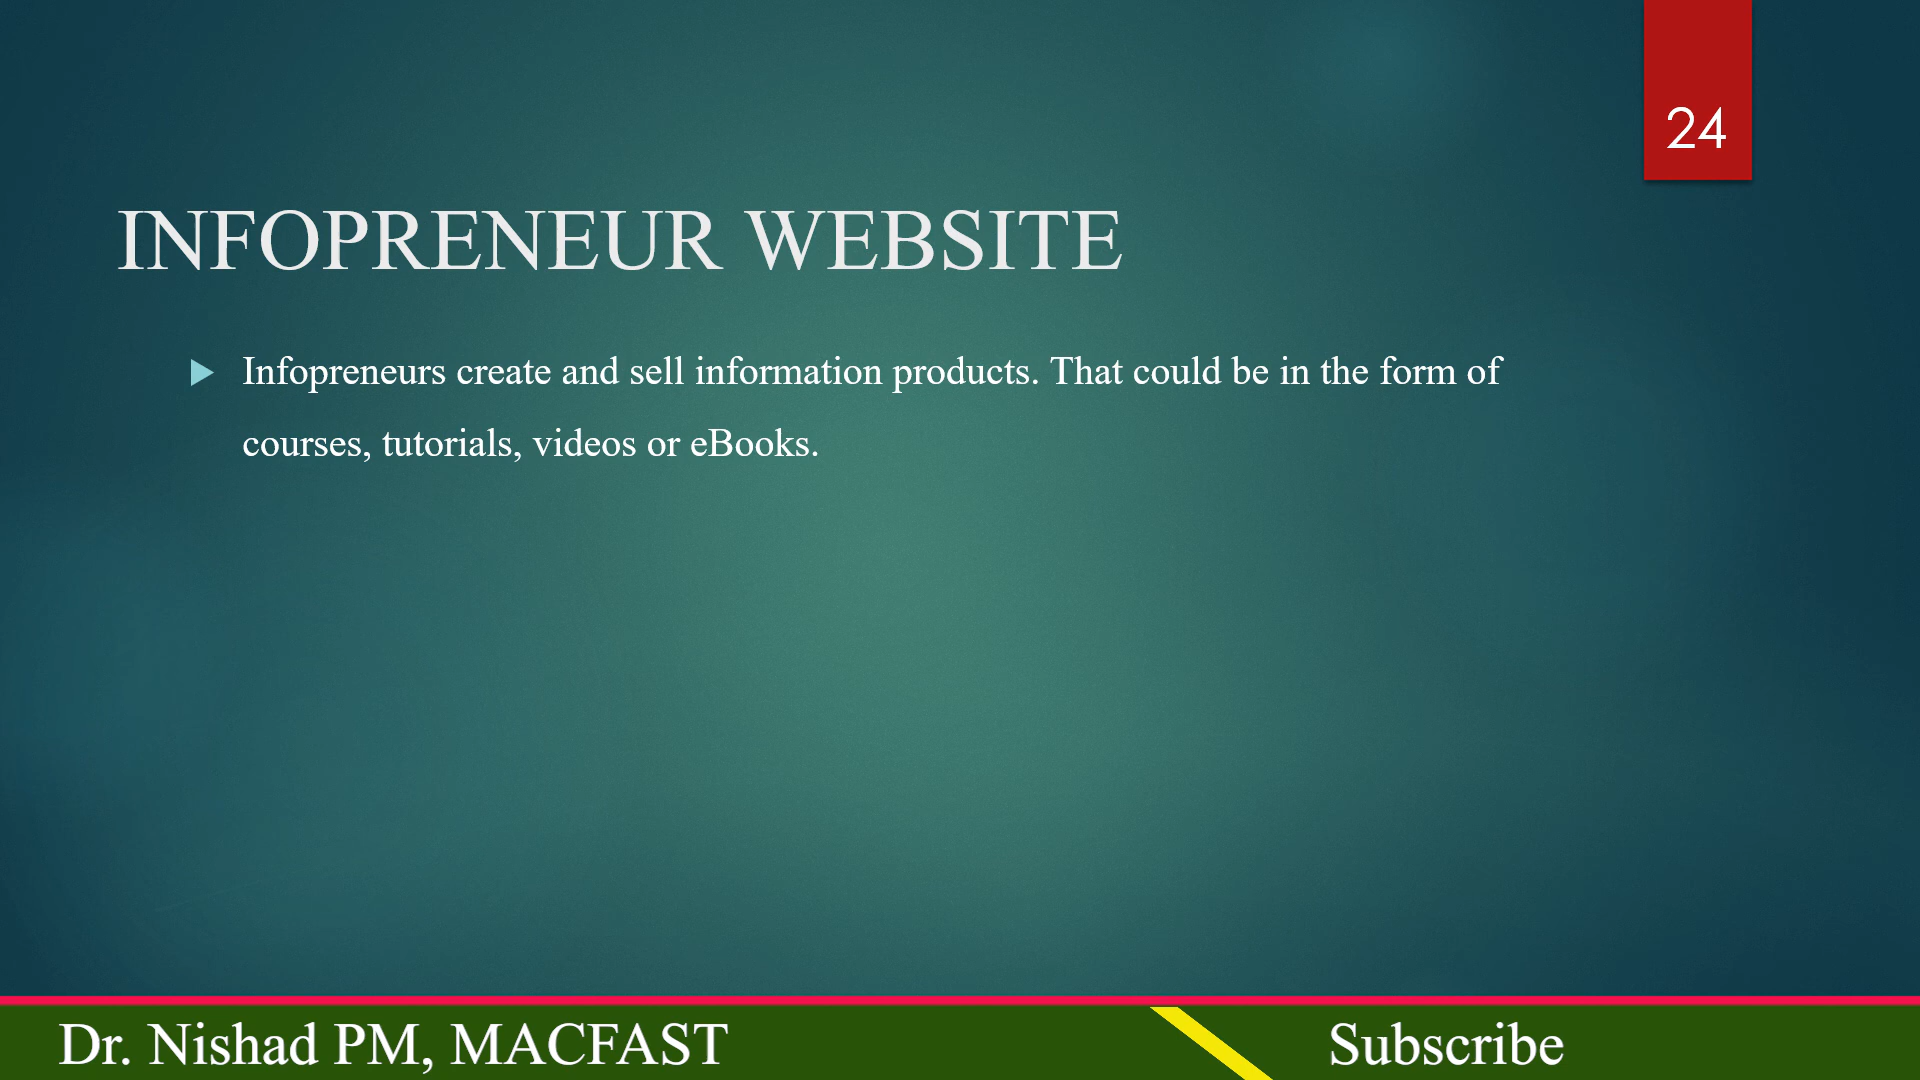 24
INFOPRENEUR WEBSITE
Infopreneurs create and sell information products. That could be in the form of
courses, tutorials, videos or eBooks.
Dr. Nishad PM, MACFAST
Subscribe